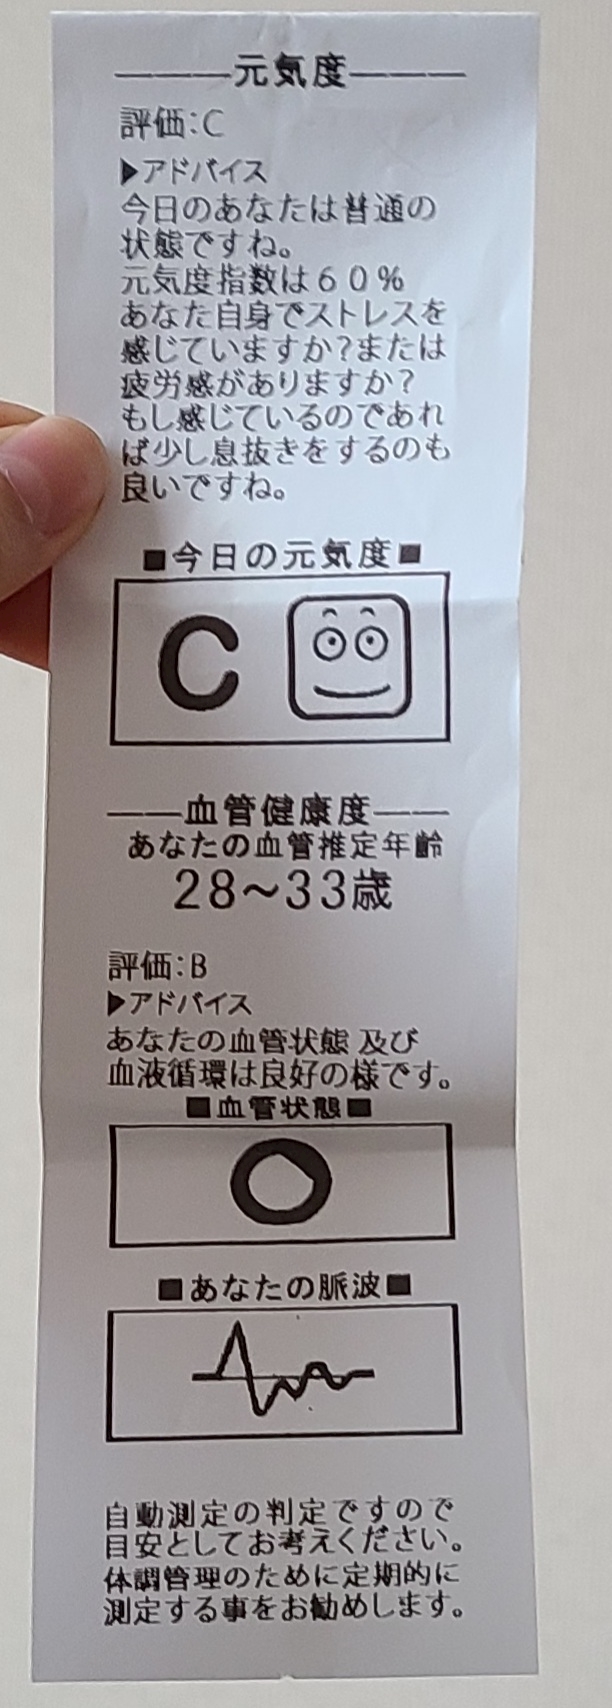 ———元気度———
評価:C
▶アドバイス
今日のあなたは普通の
状態ですね。
元気度指数は60%
あなた自身でストレスを
感じていますか?または
疲労感がありますか?
もし感じているのであれ
ば少し息抜きをするのも
良いですね。
■今日の元気度■
C
——血管健康度——
あなたの血管推定年齢
28〜33歳
評価:B
▶アドバイス
あなたの血管状態 及び
血液循環は良好の様です。
■血管状態■
■あなたの脈波■
自動測定の判定ですので
目安としてお考えください。
体調管理のために定期的に
測定する事をお勧めします。